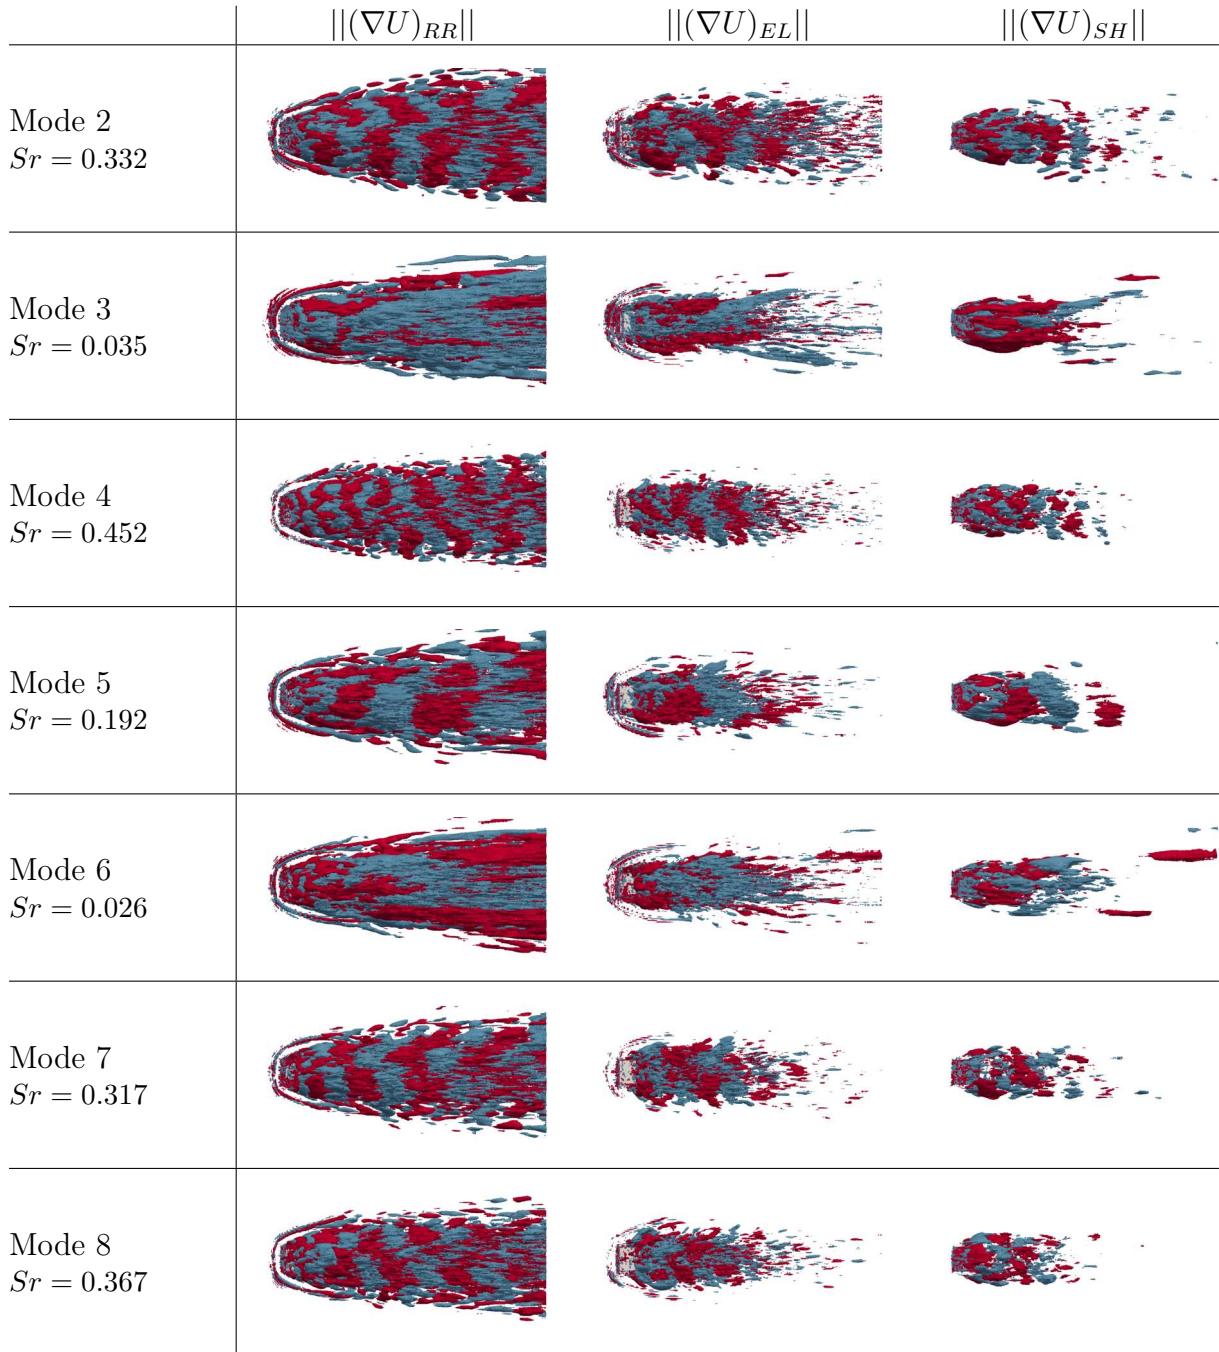 ||(∇U)_{RR}|| ||(∇U)_{EL}|| ||(∇U)_{SH}||
Mode 2
Sr = 0.332
Mode 3
Sr = 0.035
Mode 4
Sr = 0.452
Mode 5
Sr = 0.192
Mode 6
Sr = 0.026
Mode 7
Sr = 0.317
Mode 8
Sr = 0.367